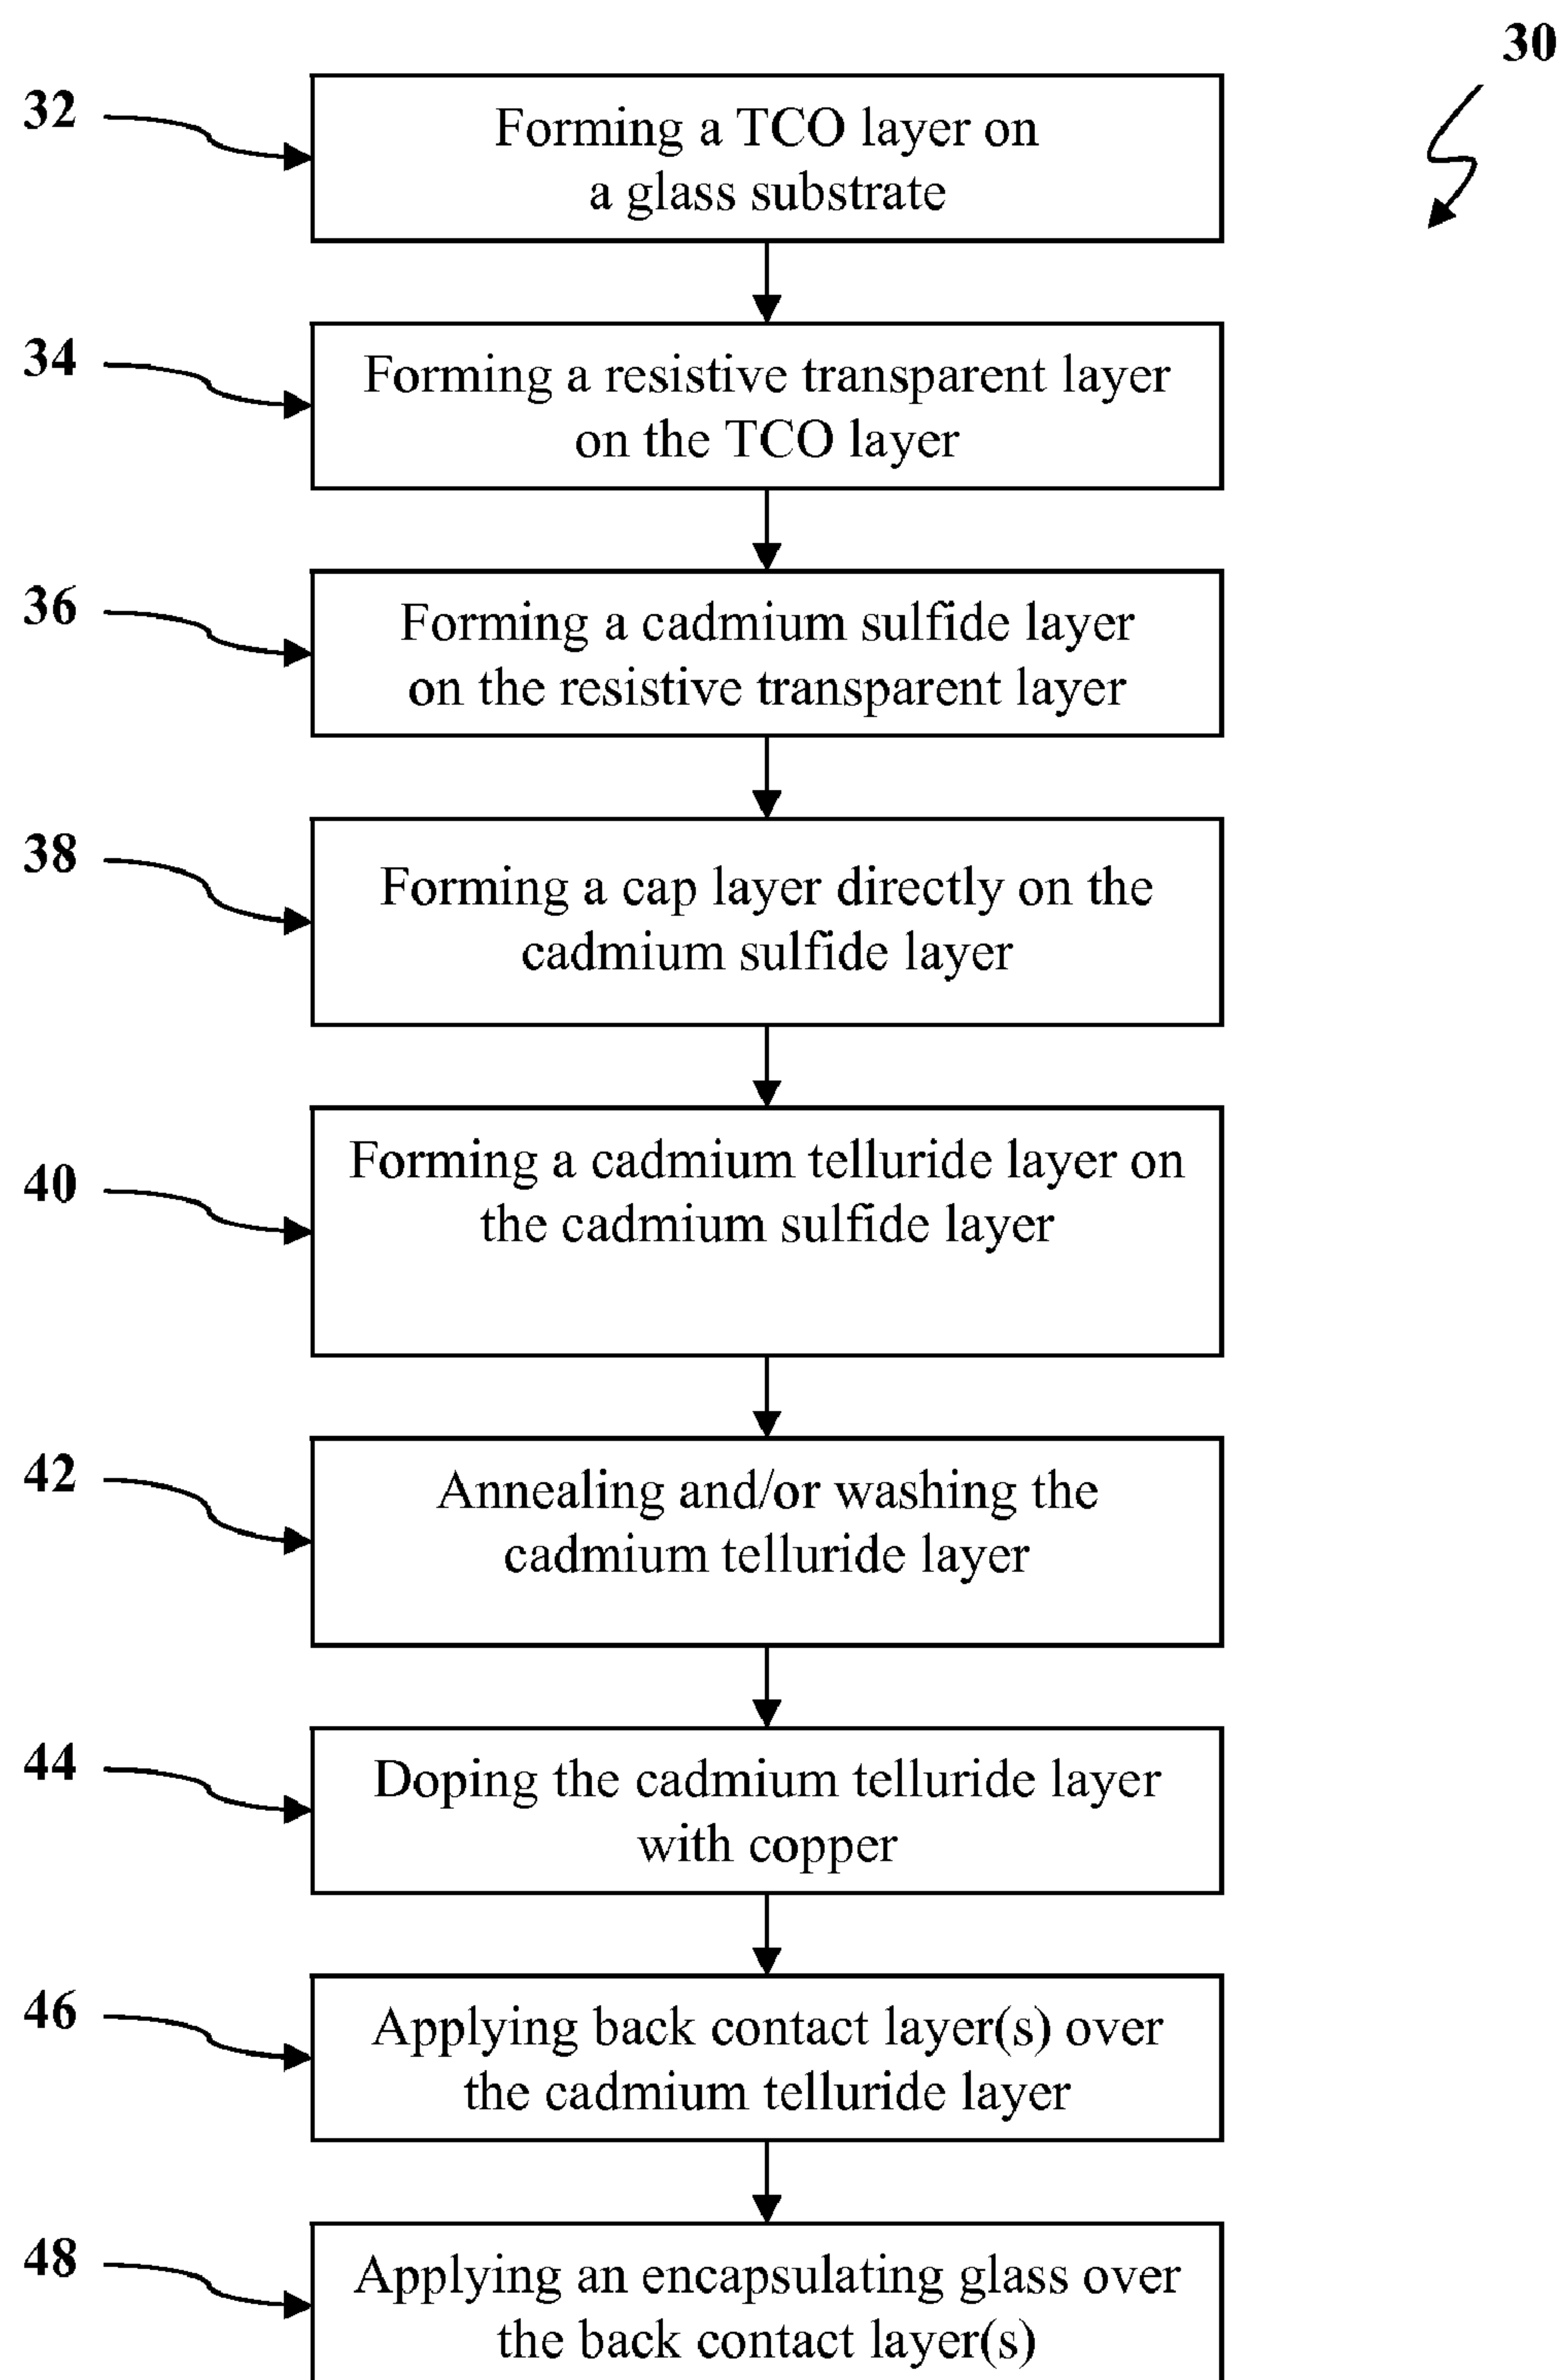 30
32
Forming a TCO layer on
a glass substrate
34
Forming a resistive transparent layer
on the TCO layer
36
Forming a cadmium sulfide layer
on the resistive transparent layer
38
Forming a cap layer directly on the
cadmium sulfide layer
40
Forming a cadmium telluride layer on
the cadmium sulfide layer
42
Annealing and/or washing the
cadmium telluride layer
44
Doping the cadmium telluride layer
with copper
46
Applying back contact layer(s) over
the cadmium telluride layer
48
Applying an encapsulating glass over
the back contact layer(s)